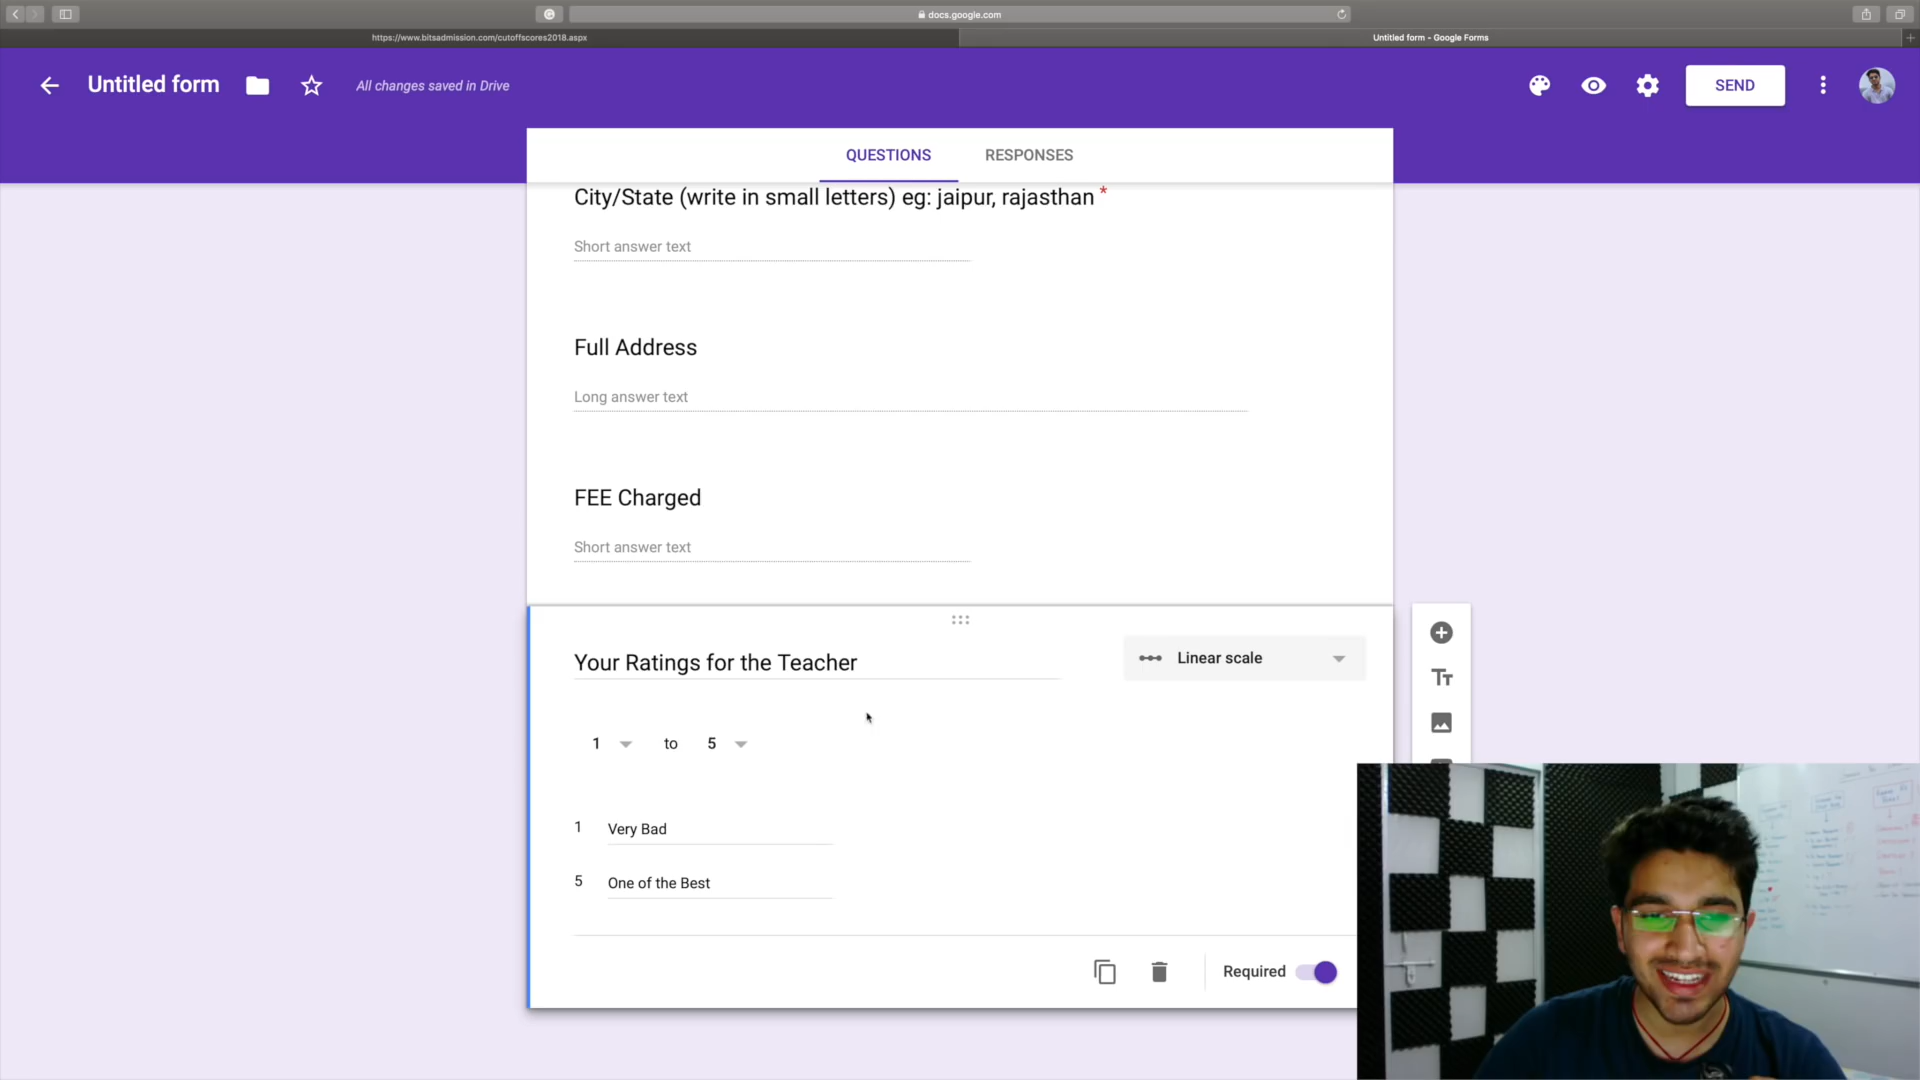 docs.google.com
https://www.bitsadmission.com/cutoffscores2018.aspx
Untitled form - Google Forms
Untitled form
All changes saved in Drive
SEND
QUESTIONS
RESPONSES
City/State (write in small letters) eg: jaipur, rajasthan *
Short answer text
Full Address
Long answer text
FEE Charged
Short answer text
Your Ratings for the Teacher
Linear scale
1 to 5
1 Very Bad
5 One of the Best
Required